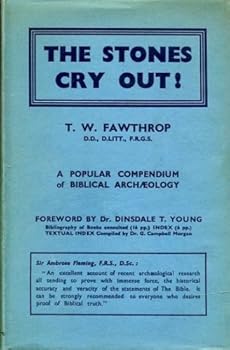 THE STONES
CRY OUT!
T. W. FAWTHROP
D.D., D.LITT., F.R.G.S.
A POPULAR COMPENDIUM
of BIBLICAL ARCHÆOLOGY
FOREWORD BY Dr. DINSDALE T. YOUNG
Bibliography of Books consulted (16 pp.) INDEX (6 pp.)
TEXTUAL INDEX Compiled by Dr. G. Campbell Morgan
Sir Ambrose Fleming, F.R.S., D.Sc.:
"An excellent account of recent archæological research
all tending to prove with immense force, the historical
accuracy and veracity of the statements of The Bible. It
can be strongly recommended to everyone who desires
proof of Biblical truth."